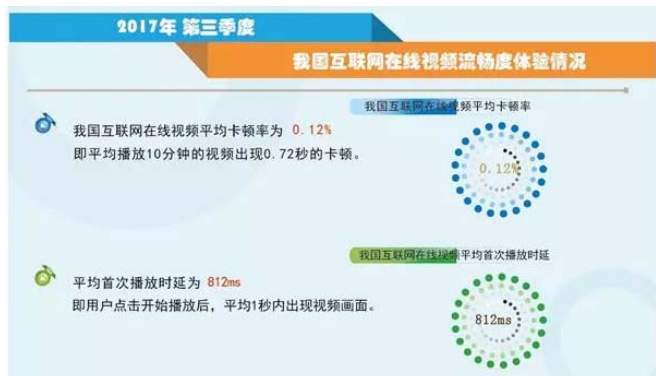 2017年 第三季度
我国互联网在线视频流畅度体验情况
我国互联网在线视频平均卡顿率
我国互联网在线视频平均卡顿率为 0.12%
即平均播放10分钟的视频出现0.72秒的卡顿。
0.12%
我国互联网在线视频平均首次播放时延
平均首次播放时延为 812ms
即用户点击开始播放后，平均1秒内出现视频画面。
812ms